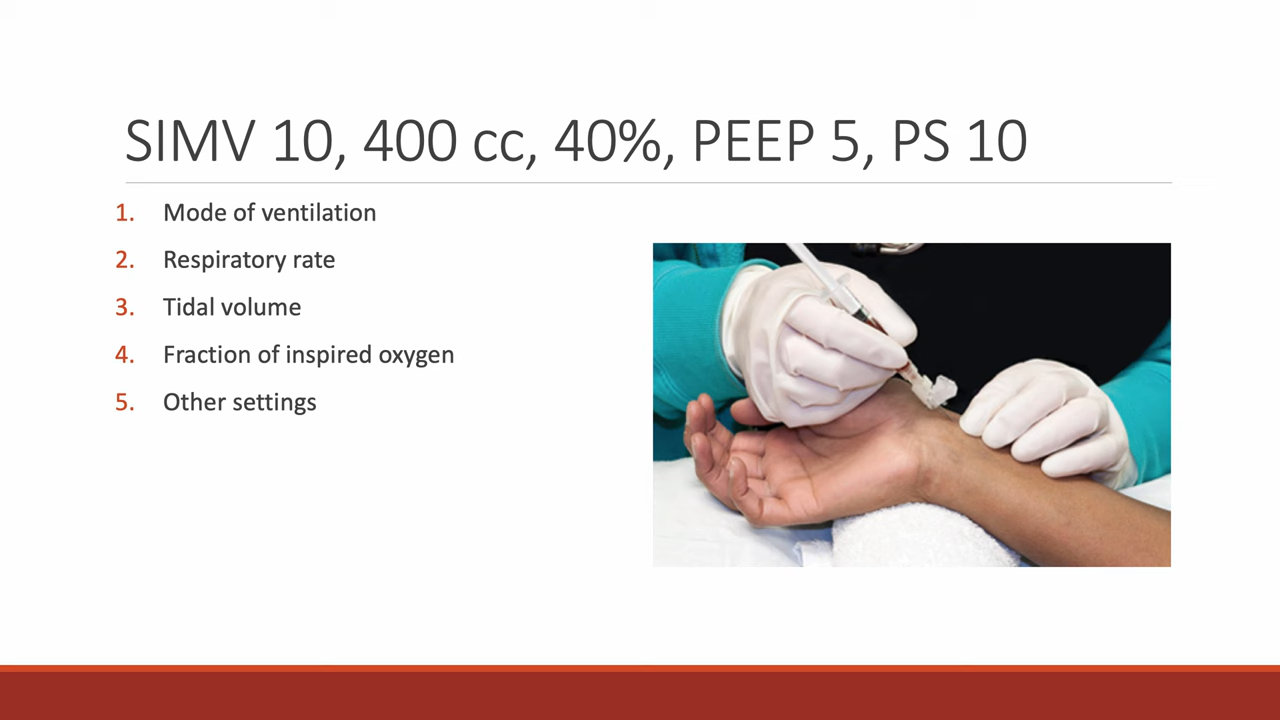 SIMV 10, 400 cc, 40%, PEEP 5, PS 10
1. Mode of ventilation
2. Respiratory rate
3. Tidal volume
4. Fraction of inspired oxygen
5. Other settings